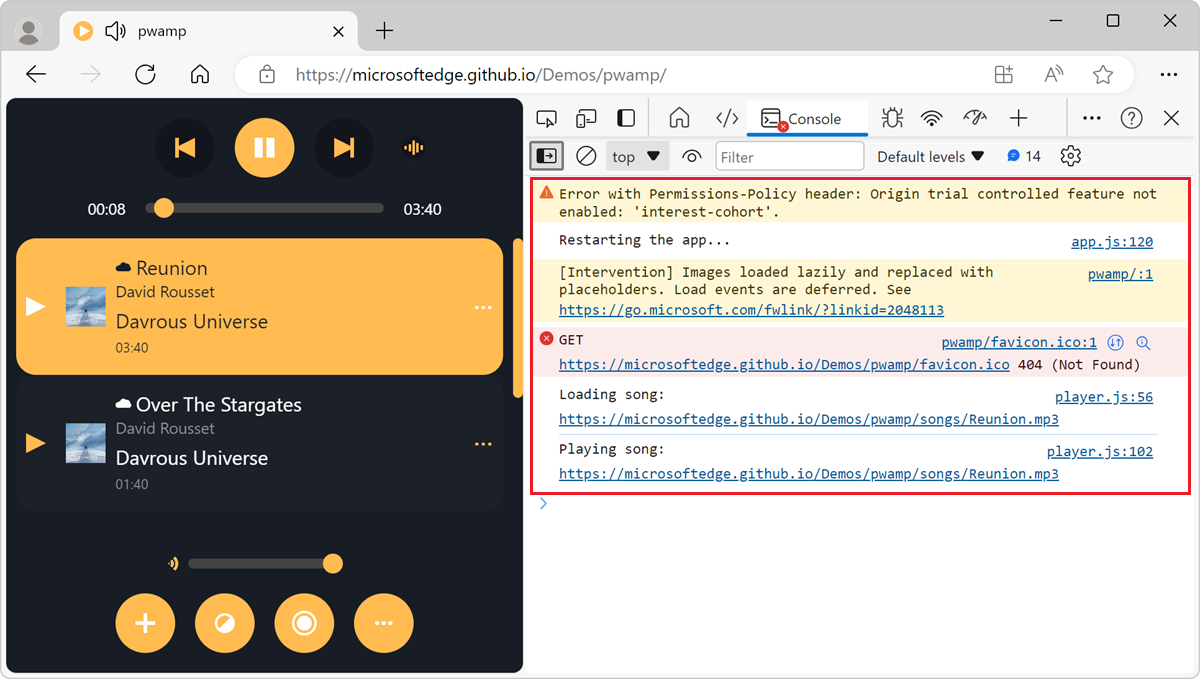 pwamp
https://microsoftedge.github.io/Demos/pwamp/
00:08
03:40
Reunion
David Rousset
Davrous Universe
03:40
Over The Stargates
David Rousset
Davrous Universe
01:40
Console
top
Filter
Default levels
14
Error with Permissions-Policy header: Origin trial controlled feature not
enabled: 'interest-cohort'.
Restarting the app... app.js:120
[Intervention] Images loaded lazily and replaced with pwamp/:1
placeholders. Load events are deferred. See
https://go.microsoft.com/fwlink/?linkid=2048113
GET pwamp/favicon.ico:1
https://microsoftedge.github.io/Demos/pwamp/favicon.ico 404 (Not Found)
Loading song: player.js:56
https://microsoftedge.github.io/Demos/pwamp/songs/Reunion.mp3
Playing song: player.js:102
https://microsoftedge.github.io/Demos/pwamp/songs/Reunion.mp3